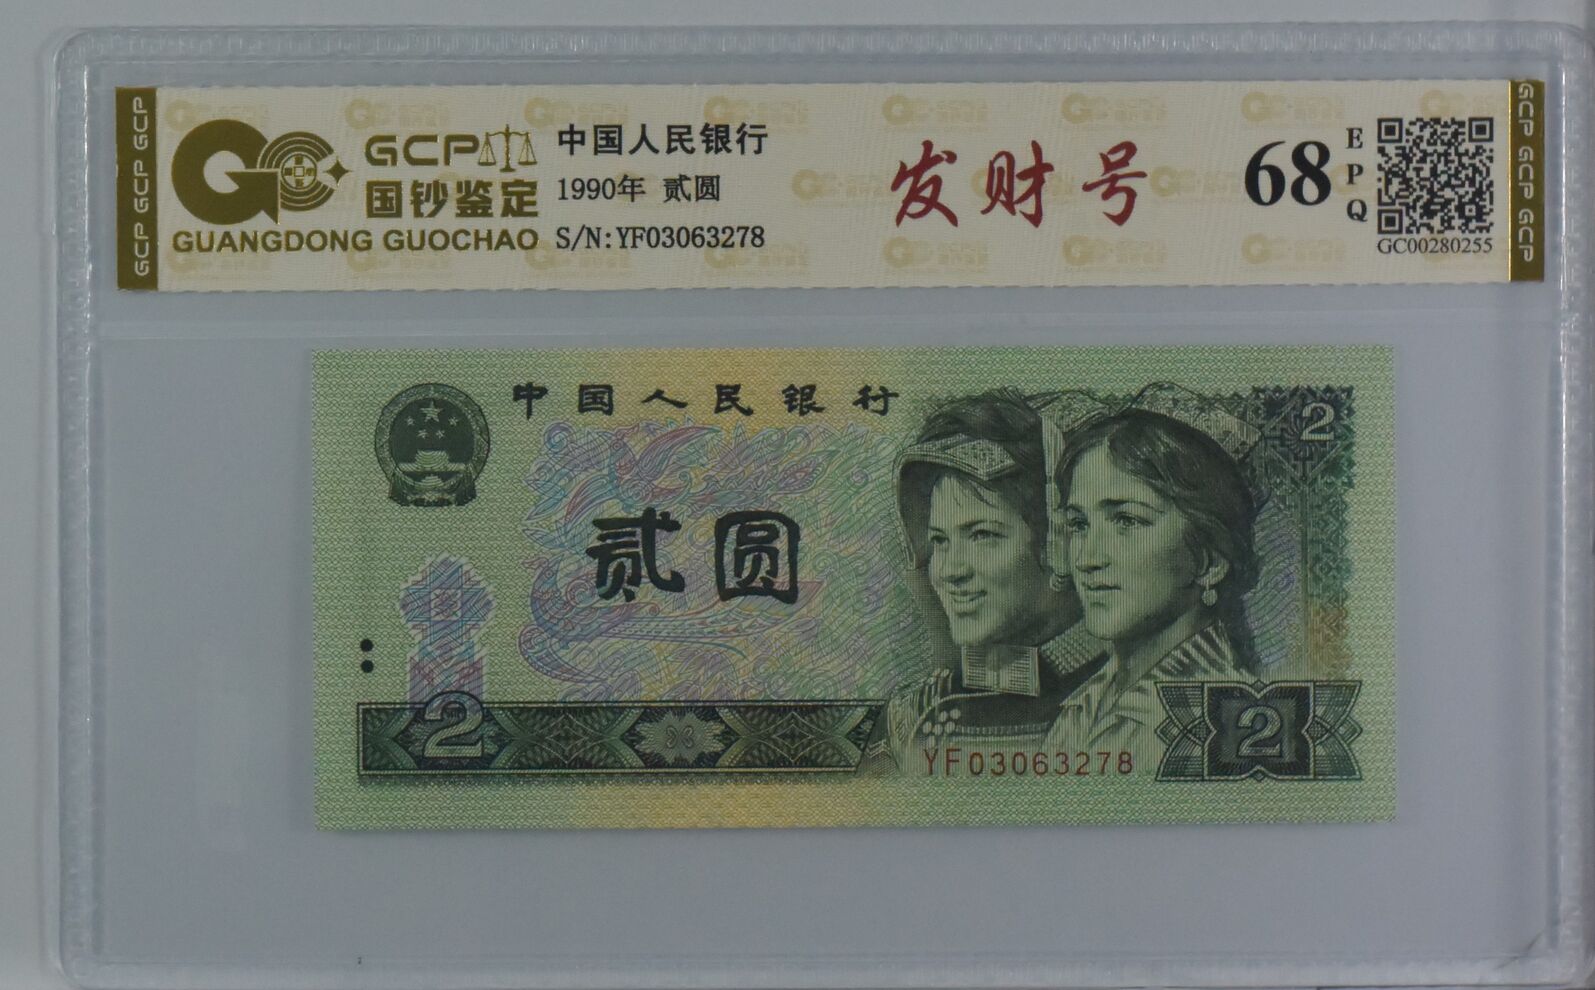 GCP GCP GCP
GCP
国钞鉴定
GUANGDONG GUOCHAO
中国人民银行
1990年 贰圆
S/N:YF03063278
发财号
68
EPQ
GC00280255
GCP GCP GCP
中国人民银行
2
贰圆
2
YF03063278
2